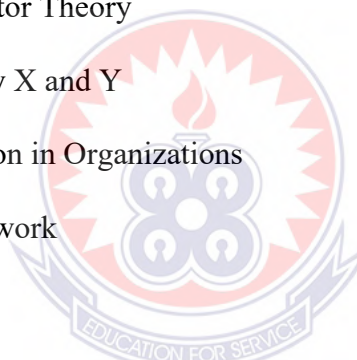 tor Theory
y X and Y
on in Organizations
work
EDUCATION FOR SERVICE